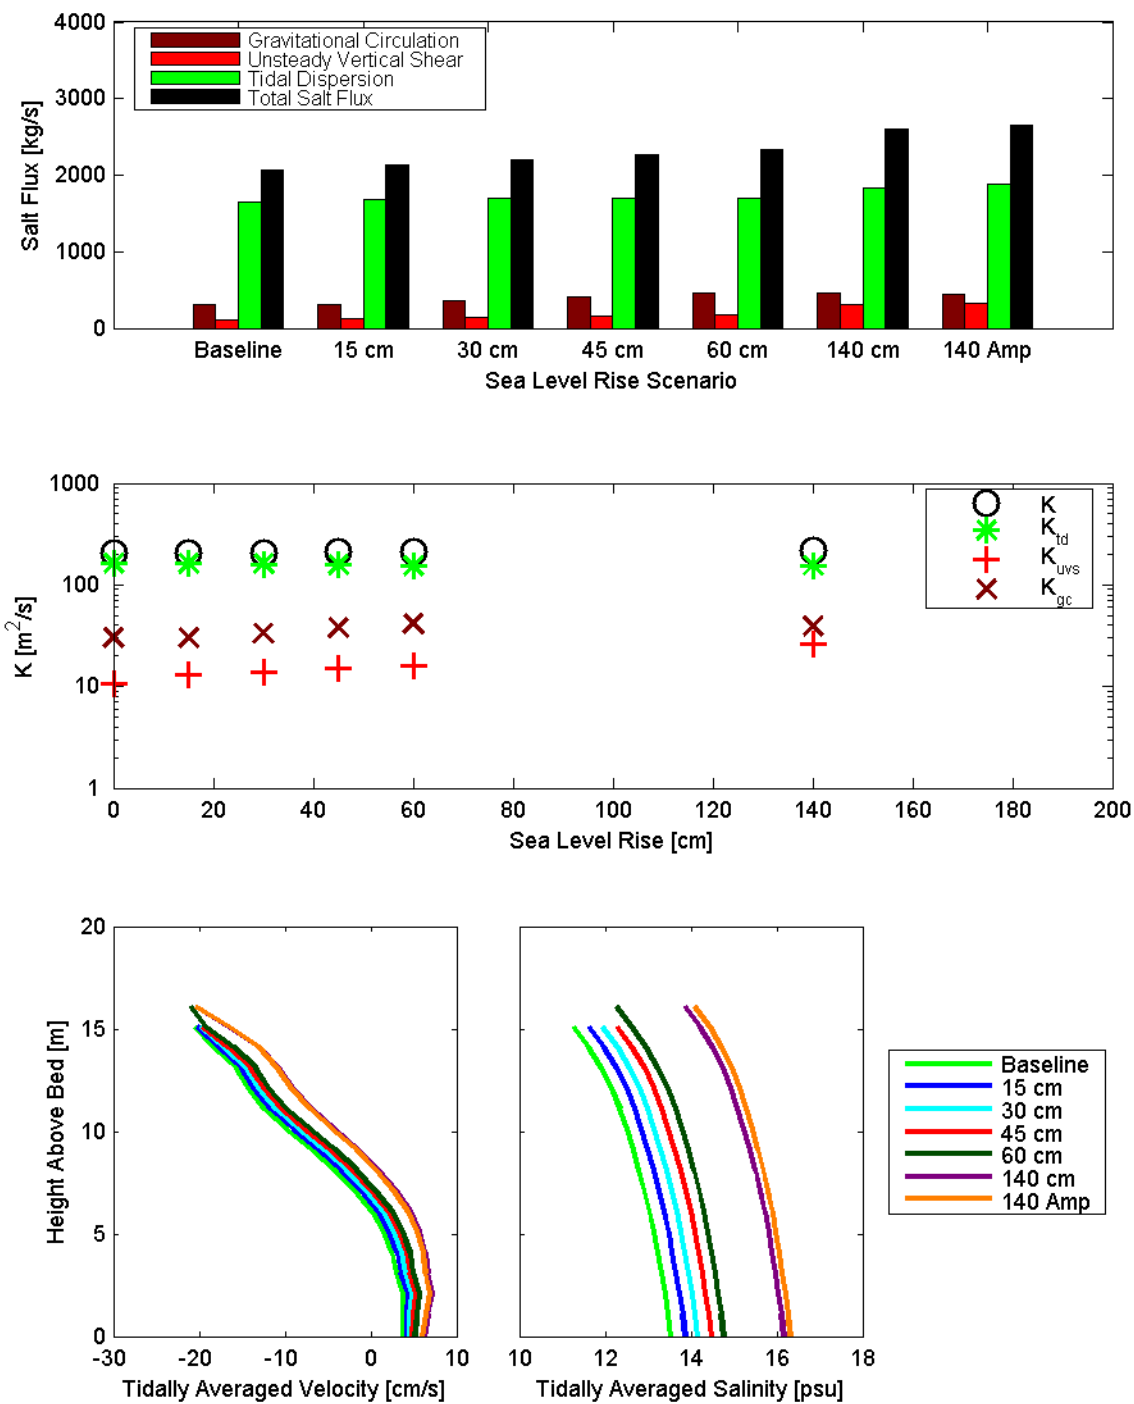 4000
3000
2000
1000
0
Salt Flux [kg/s]
Gravitational Circulation
Unsteady Vertical Shear
Tidal Dispersion
Total Salt Flux
Baseline 15 cm 30 cm 45 cm 60 cm 140 cm 140 Amp
Sea Level Rise Scenario
1000
100
10
1
K [m²/s]
K
K_td
K_uvs
K_gc
0 20 40 60 80 100 120 140 160 180 200
Sea Level Rise [cm]
20
15
10
5
0
Height Above Bed [m]
-30 -20 -10 0 10
Tidally Averaged Velocity [cm/s]
10 12 14 16 18
Tidally Averaged Salinity [psu]
Baseline
15 cm
30 cm
45 cm
60 cm
140 cm
140 Amp